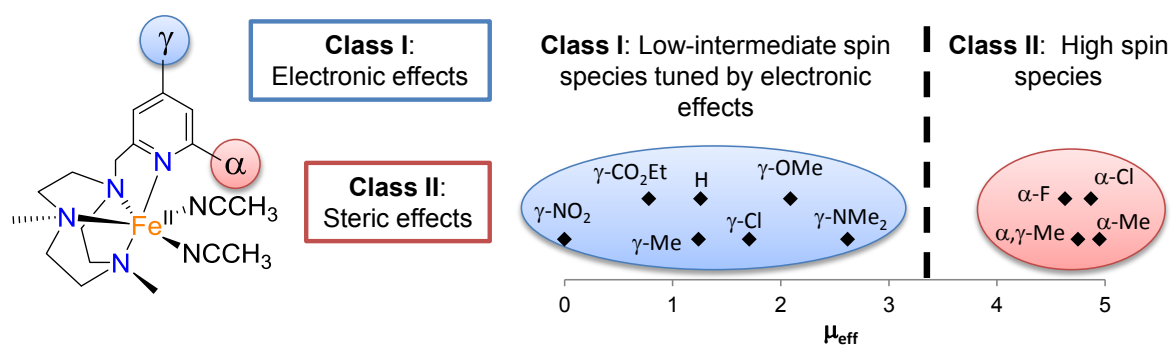 γ
α
N
N
N
N
Fe
II
NCCH3
NCCH3
Class I:
Electronic effects
Class II:
Steric effects
Class I: Low-intermediate spin
species tuned by electronic
effects
Class II: High spin
species
γ-CO₂Et
H
γ-OMe
γ-NO₂
γ-Me
γ-Cl
γ-NMe₂
α-F
α-Cl
α,γ-Me
α-Me
0 1 2 3 4 5
μeff